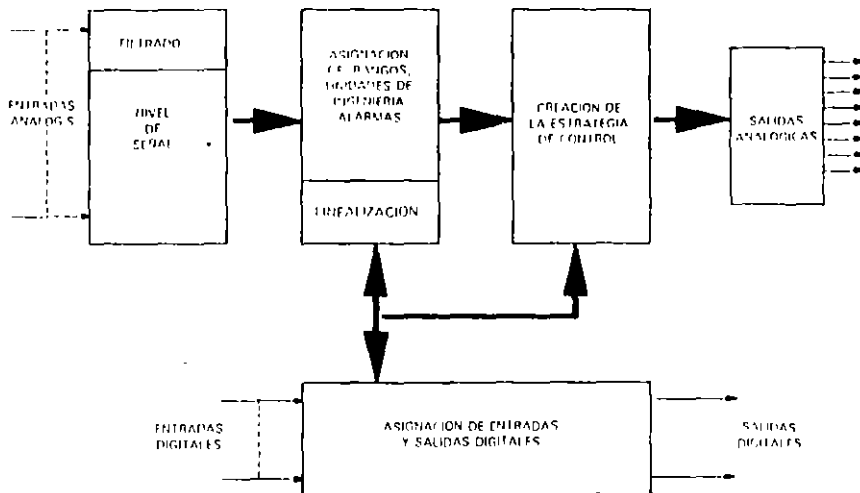 FILTRADO
ENTRADAS
ANALOGIS
NIVEL
DE
SEÑAL
ASIGNACION
DE RANGOS,
UNIDADES DE
INGENIERIA
ALARMAS
LINEALIZACION
CREACION DE
LA ESTRATEGIA
DE CONTROL
SALIDAS
ANALOGICAS
ENTRADAS
DIGITALES
ASIGNACION DE ENTRADAS
Y SALIDAS DIGITALES
SALIDAS
DIGITALES